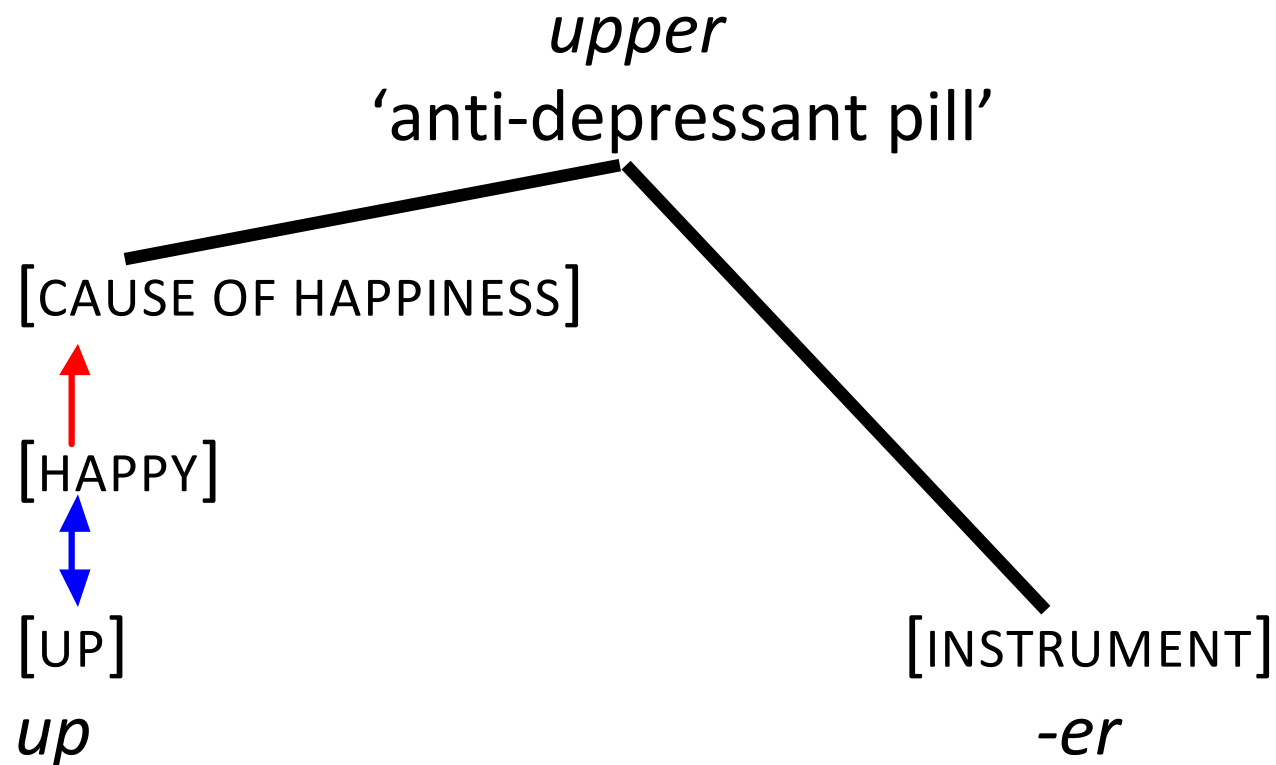 upper
‘anti-depressant pill’
[CAUSE OF HAPPINESS]
[HAPPY]
[UP] [INSTRUMENT]
up -er